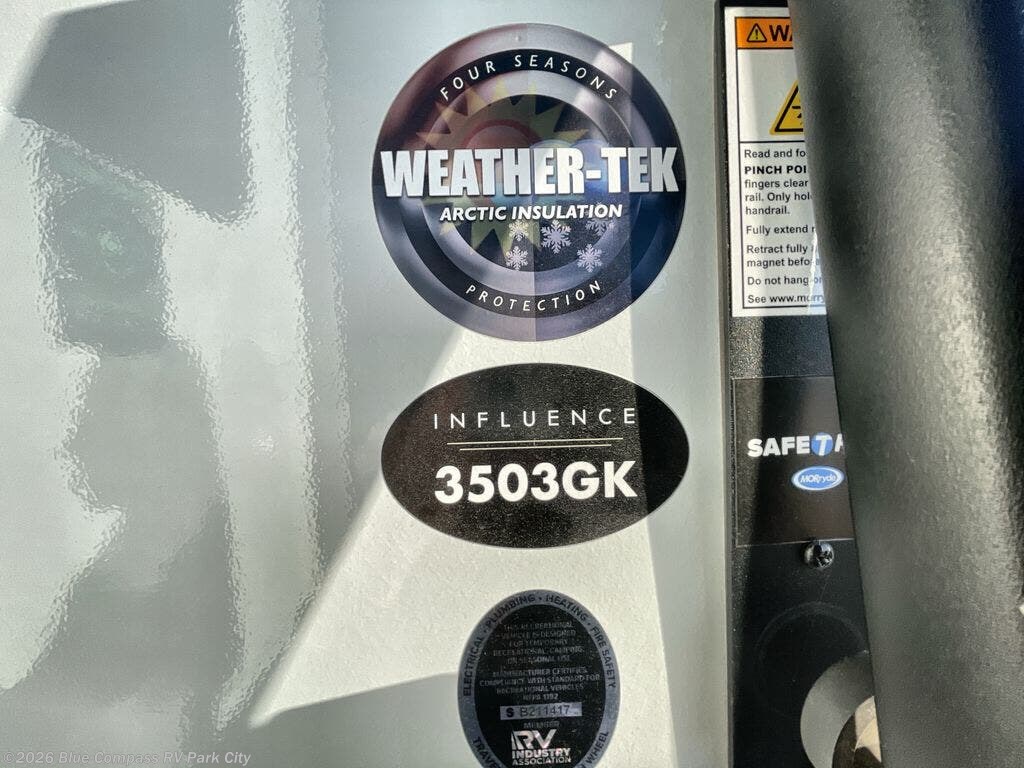 FOUR SEASONS
WEATHER-TEK
ARCTIC INSULATION
PROTECTION
INFLUENCE
3503GK
ELECTRICAL • PLUMBING • HEATING • FIRE SAFETY
THIS RECREATIONAL
VEHICLE IS DESIGNED
FOR TEMPORARY
RECREATIONAL, CAMPING,
OR SEASONAL USE.
MANUFACTURER CERTIFIES
COMPLIANCE WITH STANDARD FOR
RECREATIONAL VEHICLES
NFPA 1192
S B211417
MEMBER
RV
INDUSTRY
ASSOCIATION
WHEEL
WA
Read and fo
PINCH POI
fingers clear
rail. Only hol
handrail.
Fully extend
Retract fully
magnet befo
Do not hang
See www.morry
SAFET
MORryde
©2026 Blue Compass RV Park City